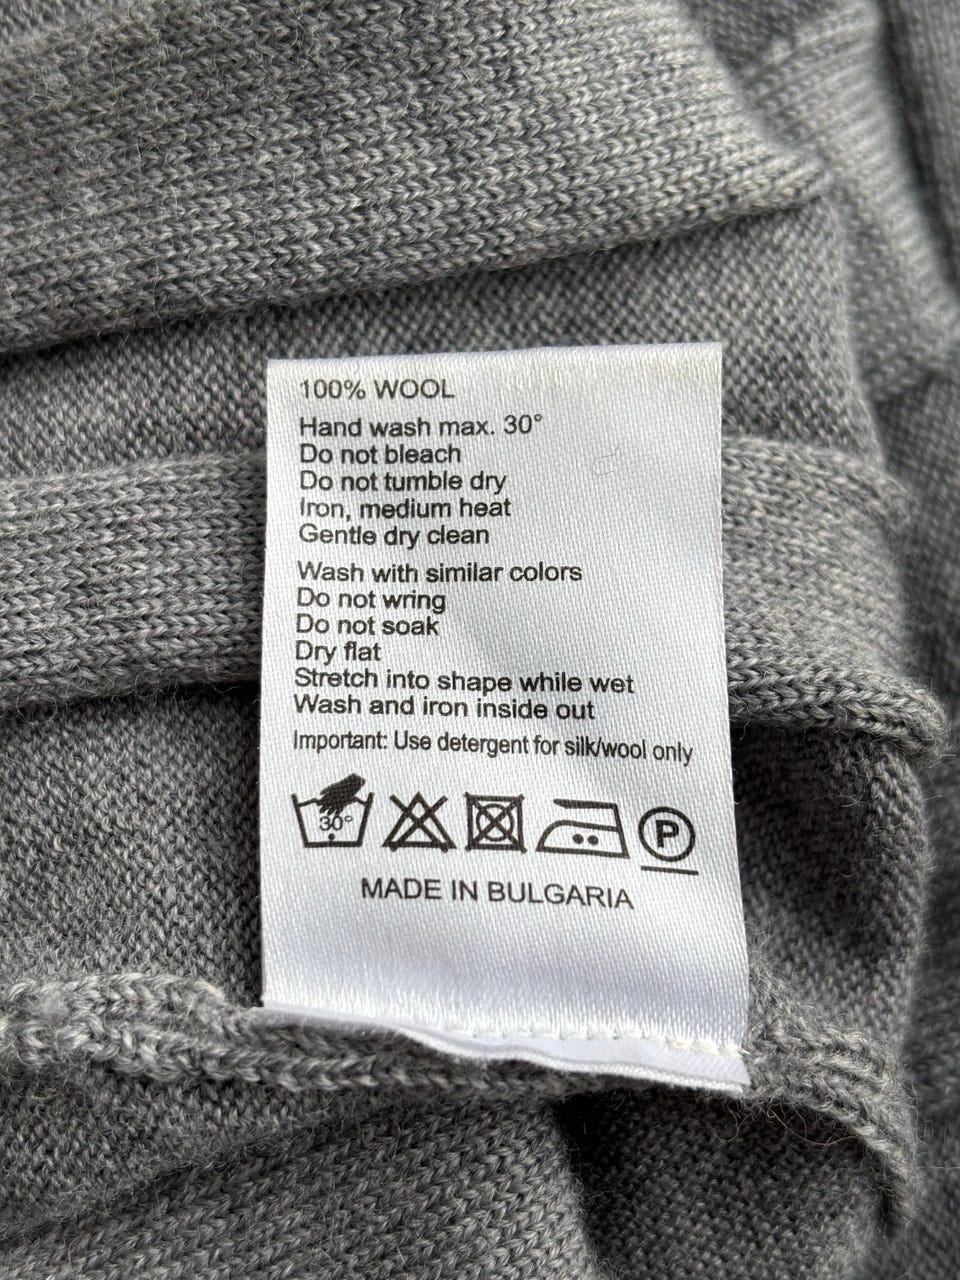 100% WOOL
Hand wash max. 30°
Do not bleach
Do not tumble dry
Iron, medium heat
Gentle dry clean
Wash with similar colors
Do not wring
Do not soak
Dry flat
Stretch into shape while wet
Wash and iron inside out
Important: Use detergent for silk/wool only
30° P
MADE IN BULGARIA